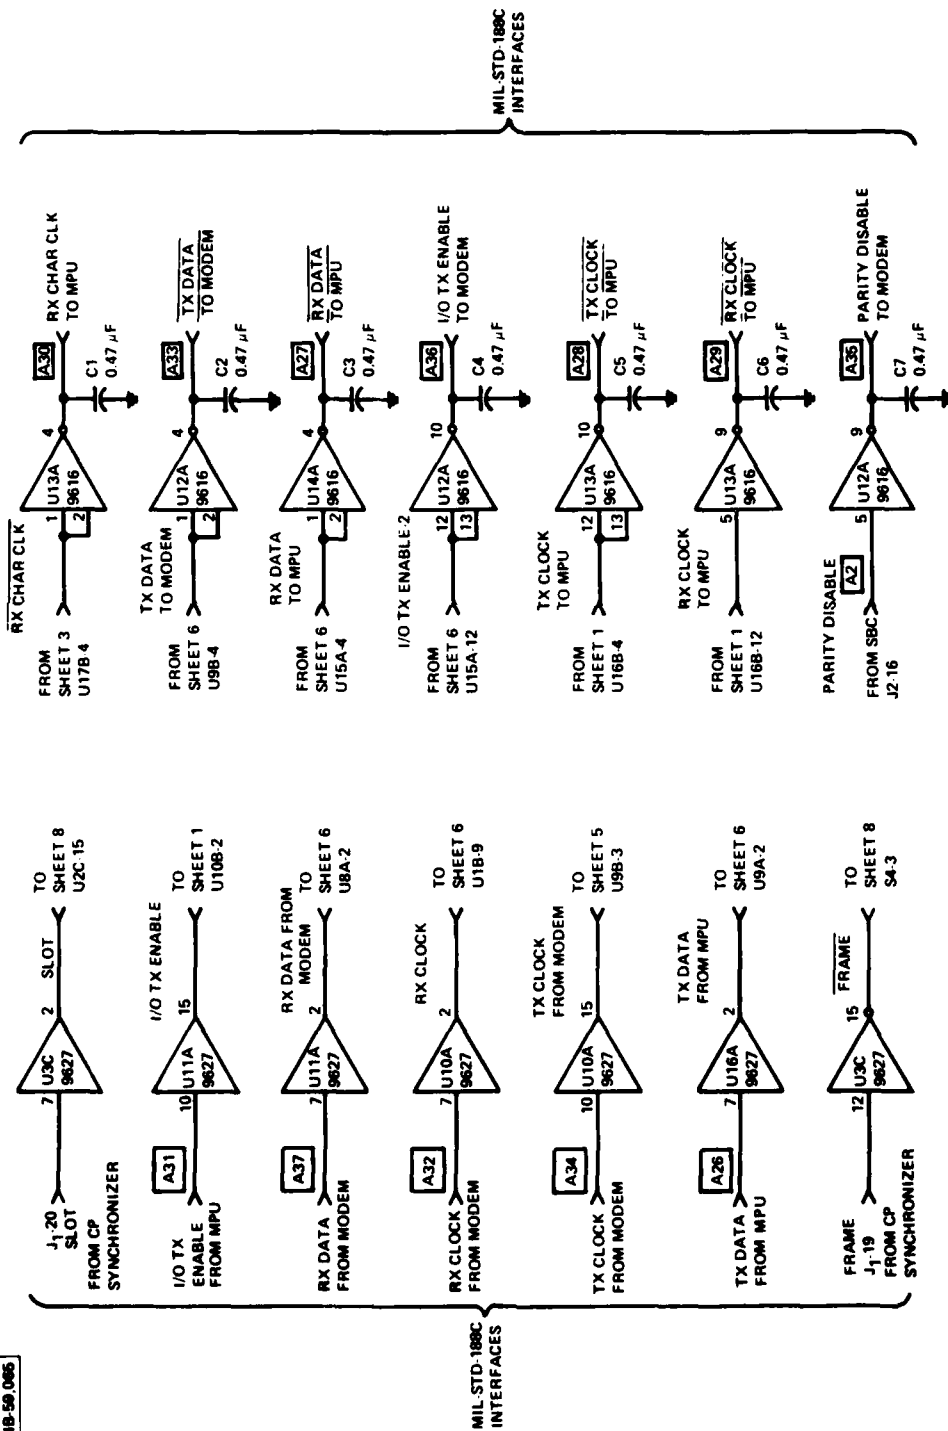 IB-59,065
MIL-STD-188C
INTERFACES
J1-20
SLOT
FROM CP
SYNCHRONIZER
7
U3C
9627
2
SLOT
TO
SHEET 8
U2C-15
I/O TX
ENABLE
FROM MPU
A31
10
U11A
9627
15
I/O TX ENABLE
TO
SHEET 1
U10B-2
RX DATA
FROM MODEM
A37
7
U11A
9627
2
RX DATA FROM
MODEM
TO
SHEET 6
U8A-2
RX CLOCK
FROM MODEM
A32
7
U10A
9627
2
RX CLOCK
TO
SHEET 6
U1B-9
TX CLOCK
FROM MODEM
A34
10
U10A
9627
15
TX CLOCK
FROM MODEM
TO
SHEET 5
U9B-3
TX DATA
FROM MPU
A26
7
U16A
9627
2
TX DATA
FROM MPU
TO
SHEET 6
U9A-2
FRAME
J1-19
FROM CP
SYNCHRONIZER
12
U3C
9627
15
FRAME
TO
SHEET 8
S4-3
FROM
SHEET 3
U17B-4
RX CHAR CLK
1
2
U13A
9616
4
A30
C1
0.47 µF
RX CHAR CLK
TO MPU
FROM
SHEET 6
U9B-4
TX DATA
TO MODEM
1
2
U12A
9616
4
A33
C2
0.47 µF
TX DATA
TO MODEM
FROM
SHEET 6
U15A-4
RX DATA
TO MPU
1
2
U14A
9616
4
A27
C3
0.47 µF
RX DATA
TO MPU
FROM
SHEET 6
U15A-12
I/O TX ENABLE-2
12
13
U12A
9616
10
A36
C4
0.47 µF
I/O TX ENABLE
TO MODEM
FROM
SHEET 1
U16B-4
TX CLOCK
TO MPU
12
13
U13A
9616
10
A28
C5
0.47 µF
TX CLOCK
TO MPU
FROM
SHEET 1
U16B-12
RX CLOCK
TO MPU
5
U13A
9616
9
A29
C6
0.47 µF
RX CLOCK
TO MPU
PARITY DISABLE
FROM SBC
J2-16
A2
5
U12A
9616
9
A35
C7
0.47 µF
PARITY DISABLE
TO MODEM
MIL-STD-188C
INTERFACES